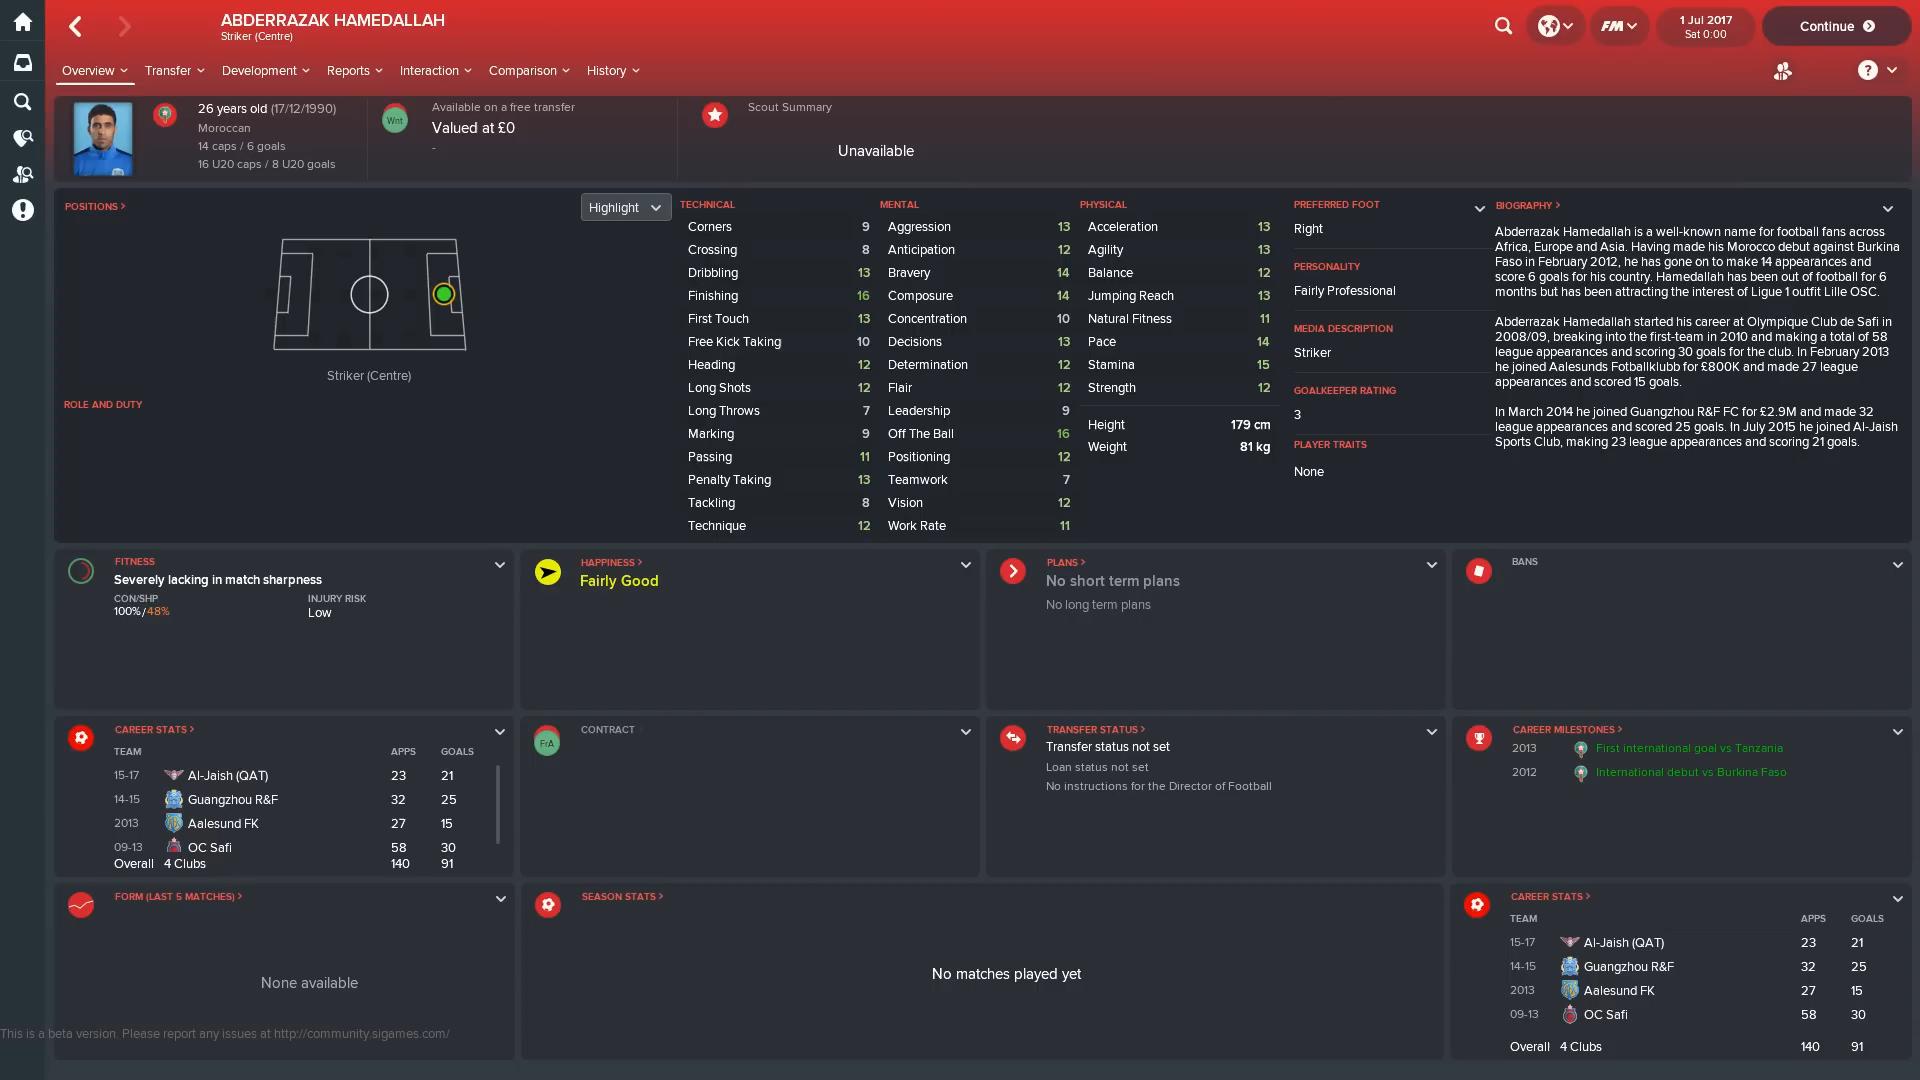 ABDERRAZAK HAMEDALLAH
Striker (Centre)
FM
1 Jul 2017
Sat 0:00
Continue
Overview
Transfer
Development
Reports
Interaction
Comparison
History
?
26 years old (17/12/1990)
Moroccan
14 caps / 6 goals
16 U20 caps / 8 U20 goals
Wnt
Available on a free transfer
Valued at £0
-
Scout Summary
Unavailable
POSITIONS >
Highlight
Striker (Centre)
ROLE AND DUTY
TECHNICAL
Corners 9
Crossing 8
Dribbling 13
Finishing 16
First Touch 13
Free Kick Taking 10
Heading 12
Long Shots 12
Long Throws 7
Marking 9
Passing 11
Penalty Taking 13
Tackling 8
Technique 12
MENTAL
Aggression 13
Anticipation 12
Bravery 14
Composure 14
Concentration 10
Decisions 13
Determination 12
Flair 12
Leadership 9
Off The Ball 16
Positioning 12
Teamwork 7
Vision 12
Work Rate 11
PHYSICAL
Acceleration 13
Agility 13
Balance 12
Jumping Reach 13
Natural Fitness 11
Pace 14
Stamina 15
Strength 12
Height 179 cm
Weight 81 kg
PREFERRED FOOT
Right
PERSONALITY
Fairly Professional
MEDIA DESCRIPTION
Striker
GOALKEEPER RATING
3
PLAYER TRAITS
None
BIOGRAPHY >
Abderrazak Hamedallah is a well-known name for football fans across
Africa, Europe and Asia. Having made his Morocco debut against Burkina
Faso in February 2012, he has gone on to make 14 appearances and
score 6 goals for his country. Hamedallah has been out of football for 6
months but has been attracting the interest of Ligue 1 outfit Lille OSC.
Abderrazak Hamedallah started his career at Olympique Club de Safi in
2008/09, breaking into the first-team in 2010 and making a total of 58
league appearances and scoring 30 goals for the club. In February 2013
he joined Aalesunds Fotballklubb for £800K and made 27 league
appearances and scored 15 goals.
In March 2014 he joined Guangzhou R&F FC for £2.9M and made 32
league appearances and scored 25 goals. In July 2015 he joined Al-Jaish
Sports Club, making 23 league appearances and scoring 21 goals.
FITNESS
Severely lacking in match sharpness
CON/SHP INJURY RISK
100%/48% Low
HAPPINESS >
Fairly Good
PLANS >
No short term plans
No long term plans
BANS
CAREER STATS >
TEAM APPS GOALS
15-17 Al-Jaish (QAT) 23 21
14-15 Guangzhou R&F 32 25
2013 Aalesund FK 27 15
09-13 OC Safi 58 30
Overall 4 Clubs 140 91
FrA
CONTRACT
TRANSFER STATUS >
Transfer status not set
Loan status not set
No instructions for the Director of Football
CAREER MILESTONES >
2013 First international goal vs Tanzania
2012 International debut vs Burkina Faso
FORM (LAST 5 MATCHES) >
None available
SEASON STATS >
No matches played yet
CAREER STATS >
TEAM APPS GOALS
15-17 Al-Jaish (QAT) 23 21
14-15 Guangzhou R&F 32 25
2013 Aalesund FK 27 15
09-13 OC Safi 58 30
Overall 4 Clubs 140 91
This is a beta version. Please report any issues at http://community.sigames.com/